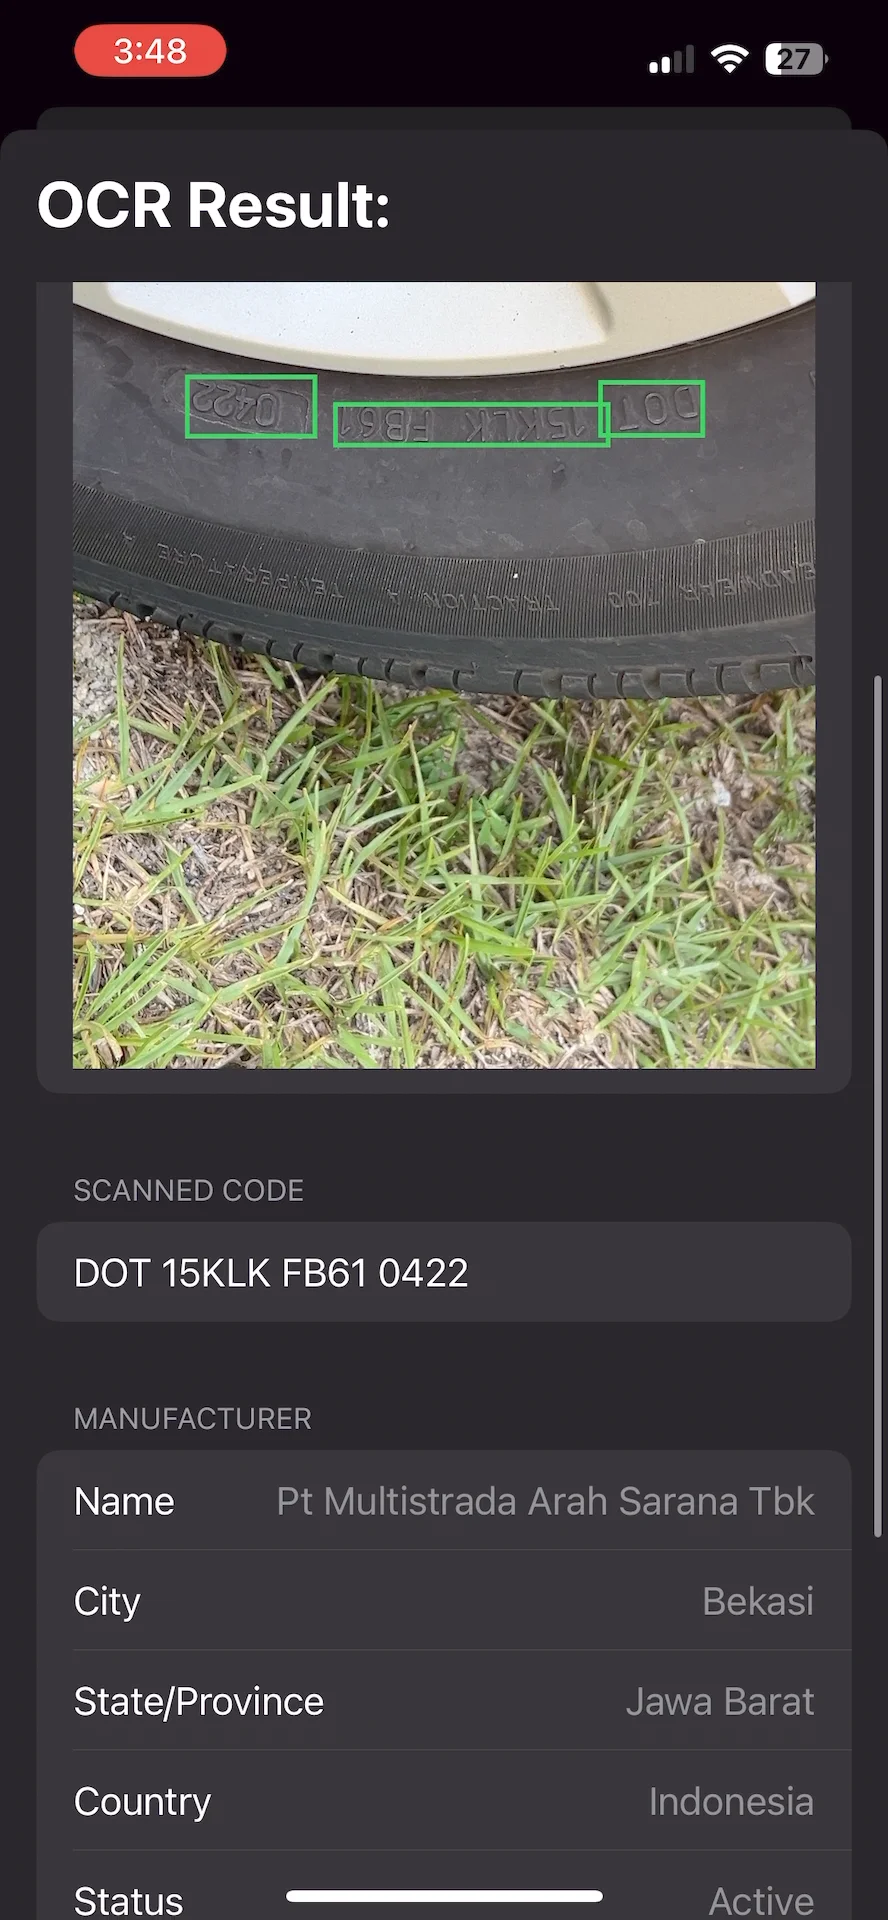 3:48
27
OCR Result:
DOT 15KLK FB61 0422
TREADWEAR 700 TRACTION A TEMPERATURE A
SCANNED CODE
DOT 15KLK FB61 0422
MANUFACTURER
Name Pt Multistrada Arah Sarana Tbk
City Bekasi
State/Province Jawa Barat
Country Indonesia
Status Active